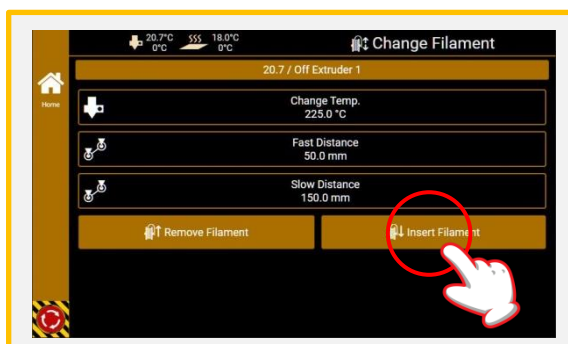 20.7°C
0°C
18.0°C
0°C
Change Filament
20.7 / Off Extruder 1
Home
Change Temp.
225.0 °C
Fast Distance
50.0 mm
Slow Distance
150.0 mm
Remove Filament
Insert Filament